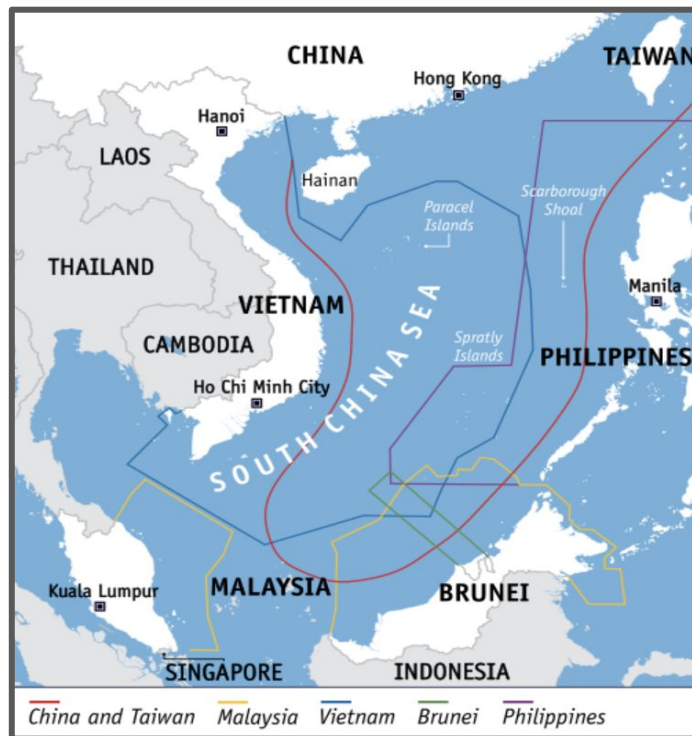 CHINA
TAIWAN
Hong Kong
Hanoi
LAOS
Hainan
Paracel
Islands
Scarborough
Shoal
THAILAND
VIETNAM
Manila
CAMBODIA
Spratly
Islands
PHILIPPINES
Ho Chi Minh City
SOUTH CHINA SEA
Kuala Lumpur
MALAYSIA
BRUNEI
SINGAPORE
INDONESIA
China and Taiwan Malaysia Vietnam Brunei Philippines